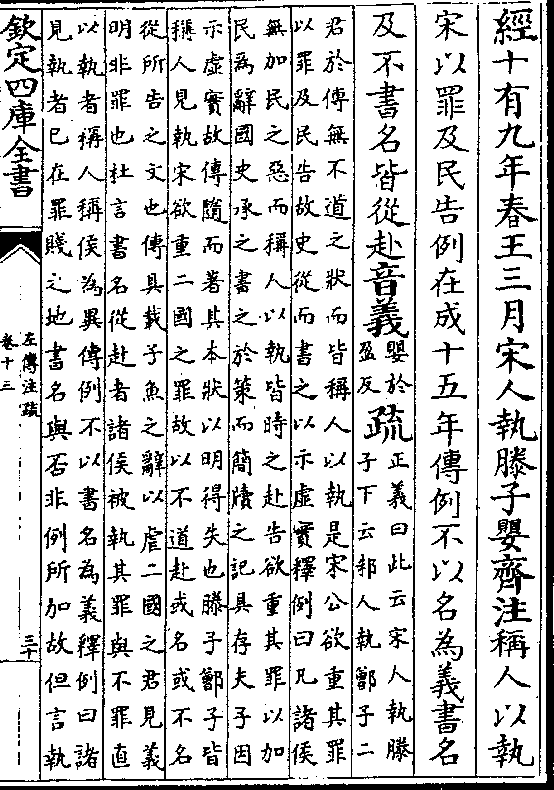 經十有九年春王三月宋人執滕子嬰齊注稱人以執
宋以罪及民告例在成十五年傳例不以名為義書名
及不書名皆從赴音義嬰於
盈反疏正義曰此云宋人執滕
子下云邾人執鄫子二
君於傳無不道之狀而皆稱人以執是宋公欲重其罪
以罪及民告故史從而書之以示虛實釋例曰凡諸侯
無加民之惡而稱人以執皆時之赴告欲重其罪以加
民為辭國史承之書之於策而簡牘之記具存夫子因
示虛實故傳隨而著其本狀以明得失也滕子鄫子皆
稱人見執宋欲重二國之罪故以不道赴或名或不名
從所告之文也傳具載子魚之辭以虐二國之君見義
明非罪也杜言書名從赴者諸侯被執其罪與不罪直
以執者稱人稱侯為異傳例不以書名為義釋例曰諸
見執者已在罪賤之地書名與否非例所加故但言執
欽定四庫全書
左傳注疏
卷十三
三十